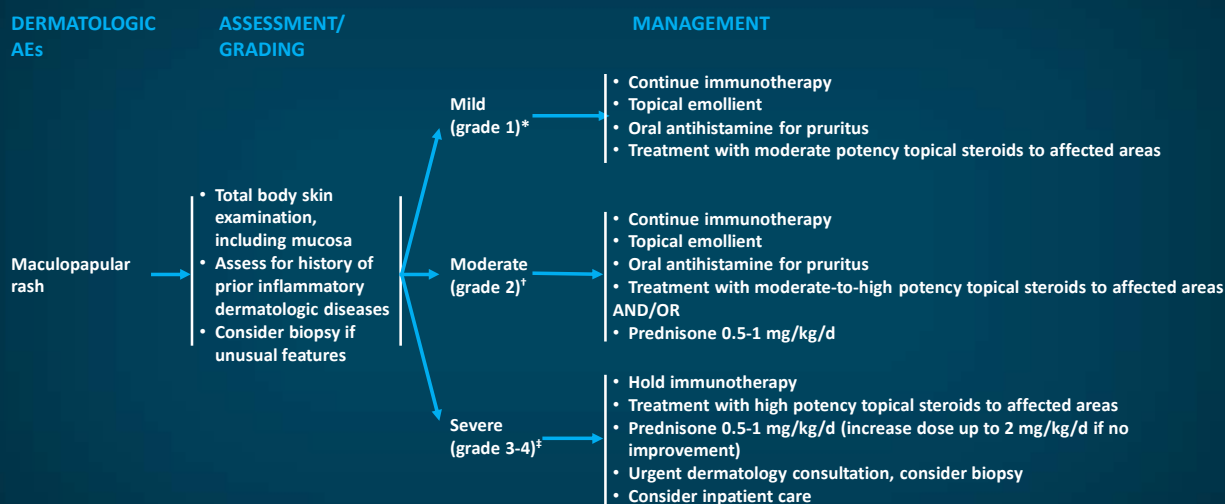 DERMATOLOGIC
AEs
ASSESSMENT/
GRADING
MANAGEMENT
Maculopapular
rash
• Total body skin
examination,
including mucosa
• Assess for history of
prior inflammatory
dermatologic diseases
• Consider biopsy if
unusual features
Mild
(grade 1)*
• Continue immunotherapy
• Topical emollient
• Oral antihistamine for pruritus
• Treatment with moderate potency topical steroids to affected areas
Moderate
(grade 2)†
• Continue immunotherapy
• Topical emollient
• Oral antihistamine for pruritus
• Treatment with moderate-to-high potency topical steroids to affected areas
AND/OR
• Prednisone 0.5-1 mg/kg/d
Severe
(grade 3-4)‡
• Hold immunotherapy
• Treatment with high potency topical steroids to affected areas
• Prednisone 0.5-1 mg/kg/d (increase dose up to 2 mg/kg/d if no
improvement)
• Urgent dermatology consultation, consider biopsy
• Consider inpatient care